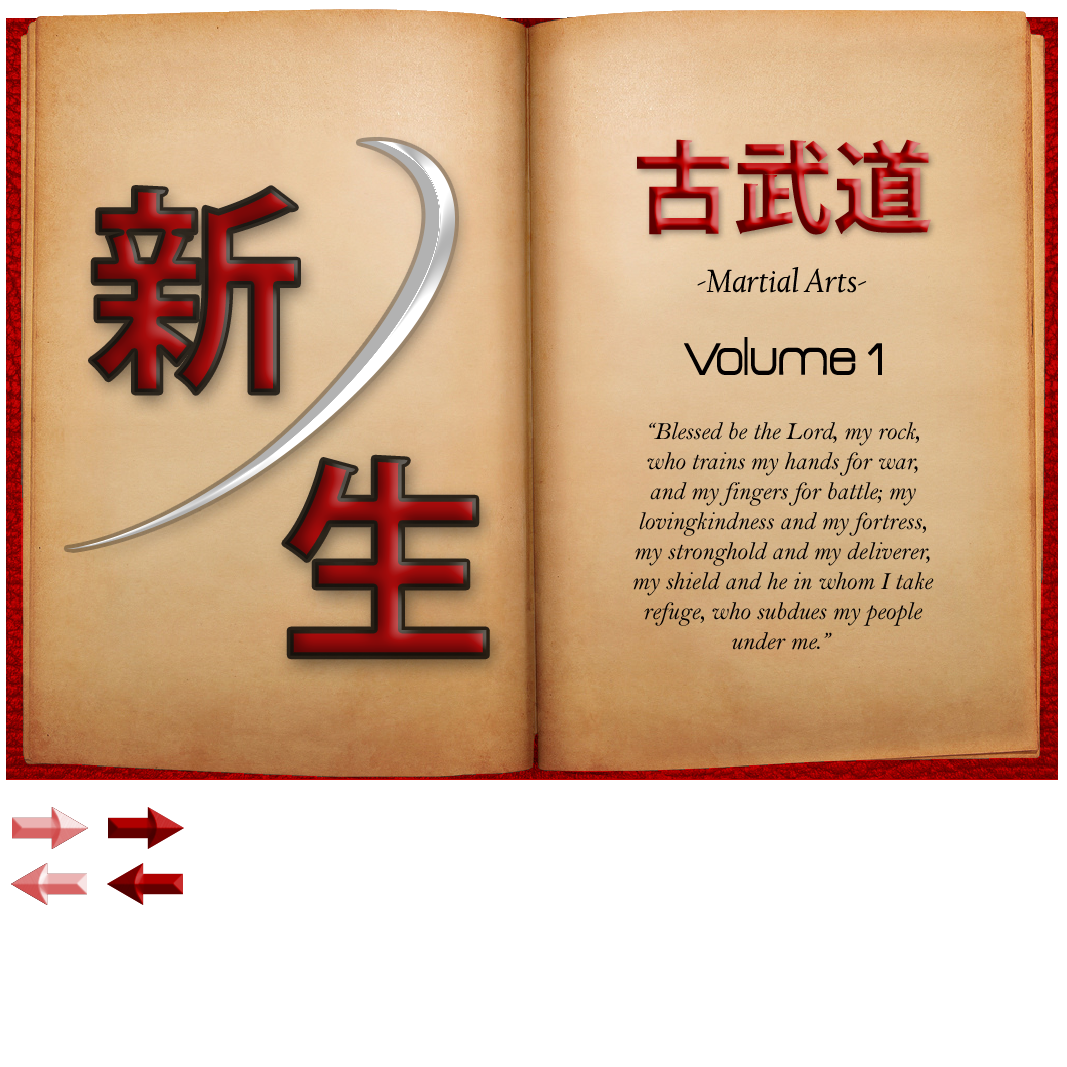 新
生
古武道
-Martial Arts-
Volume 1
“Blessed be the Lord, my rock,
who trains my hands for war,
and my fingers for battle; my
lovingkindness and my fortress,
my stronghold and my deliverer,
my shield and he in whom I take
refuge, who subdues my people
under me.”